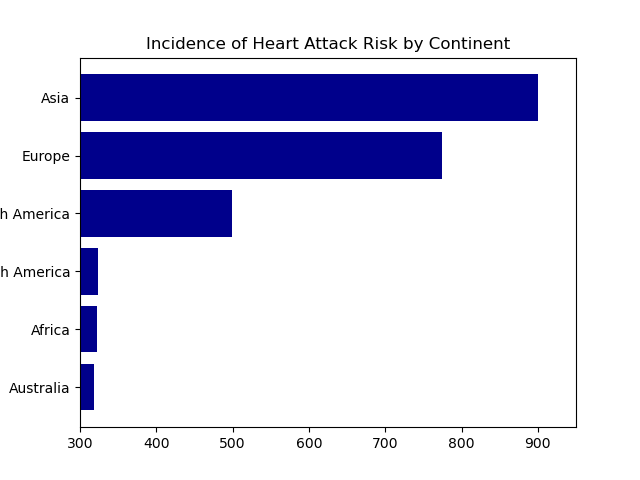 Incidence of Heart Attack Risk by Continent
Asia
Europe
h America
h America
Africa
Australia
300 400 500 600 700 800 900